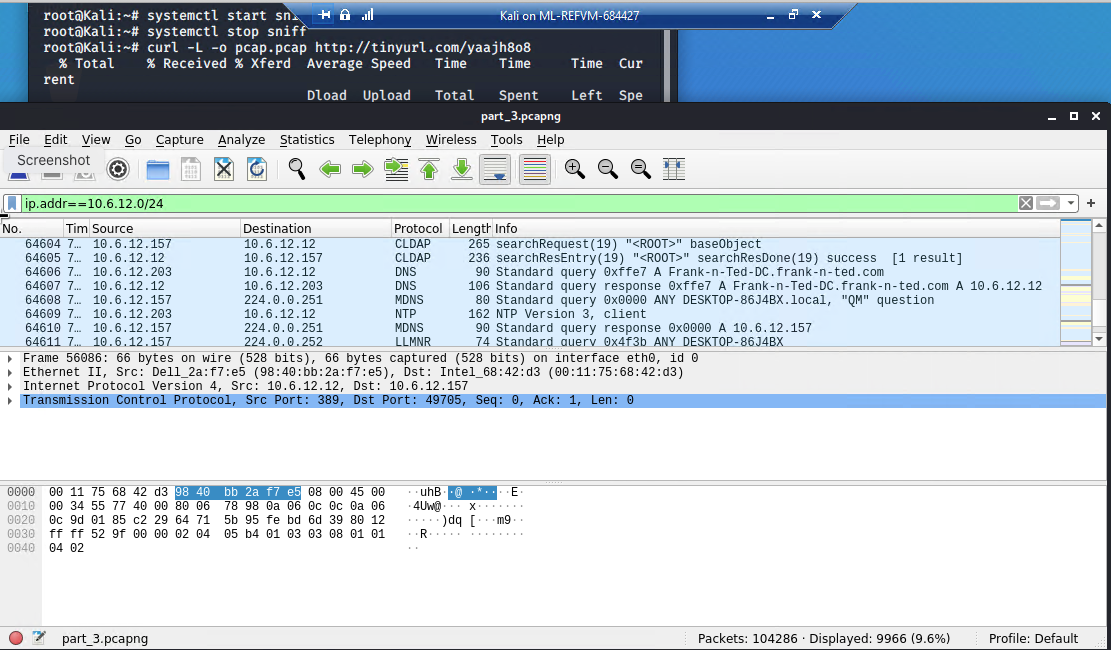 root@Kali:~# systemctl start sni
Kali on ML-REFVM-684427
root@Kali:~# systemctl stop sniff
root@Kali:~# curl -L -o pcap.pcap http://tinyurl.com/yaajh8o8
% Total % Received % Xferd Average Speed Time Time Time Cur
rent
Dload Upload Total Spent Left Spe
part_3.pcapng
File Edit View Go Capture Analyze Statistics Telephony Wireless Tools Help
Screenshot
ip.addr==10.6.12.0/24
No. Tim Source Destination Protocol Length Info
64604 7… 10.6.12.157 10.6.12.12 CLDAP 265 searchRequest(19) "<ROOT>" baseObject
64605 7… 10.6.12.12 10.6.12.157 CLDAP 236 searchResEntry(19) "<ROOT>" searchResDone(19) success [1 result]
64606 7… 10.6.12.203 10.6.12.12 DNS 90 Standard query 0xffe7 A Frank-n-Ted-DC.frank-n-ted.com
64607 7… 10.6.12.12 10.6.12.203 DNS 106 Standard query response 0xffe7 A Frank-n-Ted-DC.frank-n-ted.com A 10.6.12.12
64608 7… 10.6.12.157 224.0.0.251 MDNS 80 Standard query 0x0000 ANY DESKTOP-86J4BX.local, "QM" question
64609 7… 10.6.12.203 10.6.12.12 NTP 162 NTP Version 3, client
64610 7… 10.6.12.157 224.0.0.251 MDNS 90 Standard query response 0x0000 A 10.6.12.157
64611 7… 10.6.12.157 224.0.0.252 LLMNR 74 Standard query 0x4f3b ANY DESKTOP-86J4BX
Frame 56086: 66 bytes on wire (528 bits), 66 bytes captured (528 bits) on interface eth0, id 0
Ethernet II, Src: Dell_2a:f7:e5 (98:40:bb:2a:f7:e5), Dst: Intel_68:42:d3 (00:11:75:68:42:d3)
Internet Protocol Version 4, Src: 10.6.12.12, Dst: 10.6.12.157
Transmission Control Protocol, Src Port: 389, Dst Port: 49705, Seq: 0, Ack: 1, Len: 0
0000 00 11 75 68 42 d3 98 40 bb 2a f7 e5 08 00 45 00 ··uhB··@ ·*····E·
0010 00 34 55 77 40 00 80 06 78 98 0a 06 0c 0c 0a 06 ·4Uw@··· x·······
0020 0c 9d 01 85 c2 29 64 71 5b 95 fe bd 6d 39 80 12 ·····)dq [···m9··
0030 ff ff 52 9f 00 00 02 04 05 b4 01 03 03 08 01 01 ··R····· ········
0040 04 02 ··
part_3.pcapng Packets: 104286 · Displayed: 9966 (9.6%) Profile: Default